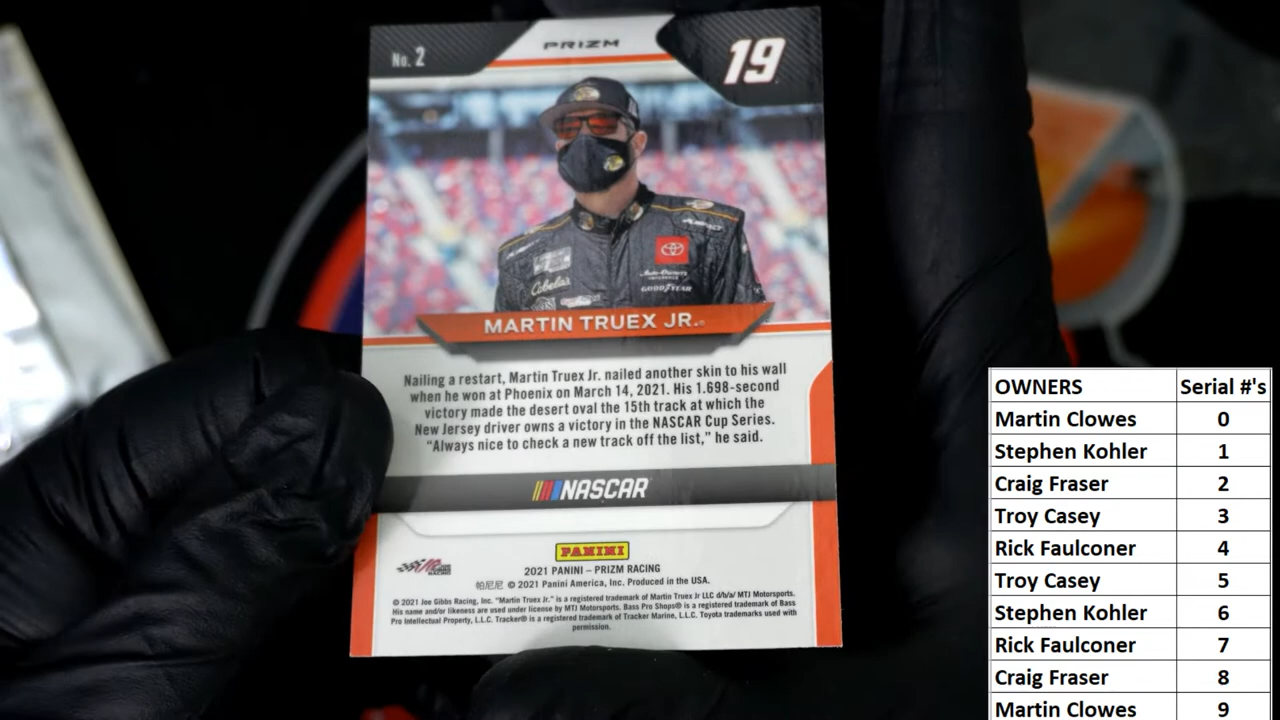 No. 2
PRIZM
19
Cabela's
Auto-Owners
INSURANCE
GOODYEAR
MARTIN TRUEX JR.®
Nailing a restart, Martin Truex Jr. nailed another skin to his wall
when he won at Phoenix on March 14, 2021. His 1.698-second
victory made the desert oval the 15th track at which the
New Jersey driver owns a victory in the NASCAR Cup Series.
“Always nice to check a new track off the list,” he said.
NASCAR
PANINI
JOE GIBBS RACING
2021 PANINI – PRIZM RACING
帕尼尼 © 2021 Panini America, Inc. Produced in the USA.
© 2021 Joe Gibbs Racing, Inc. “Martin Truex Jr.” is a registered trademark of Martin Truex Jr LLC d/b/a/ MTJ Motorsports.
His name and/or likeness are used under license by MTJ Motorsports. Bass Pro Shops® is a registered trademark of Bass
Pro Intellectual Property, L.L.C. Tracker® is a registered trademark of Tracker Marine, L.L.C. Toyota trademarks used with
permission.
OWNERS Serial #'s
Martin Clowes 0
Stephen Kohler 1
Craig Fraser 2
Troy Casey 3
Rick Faulconer 4
Troy Casey 5
Stephen Kohler 6
Rick Faulconer 7
Craig Fraser 8
Martin Clowes 9